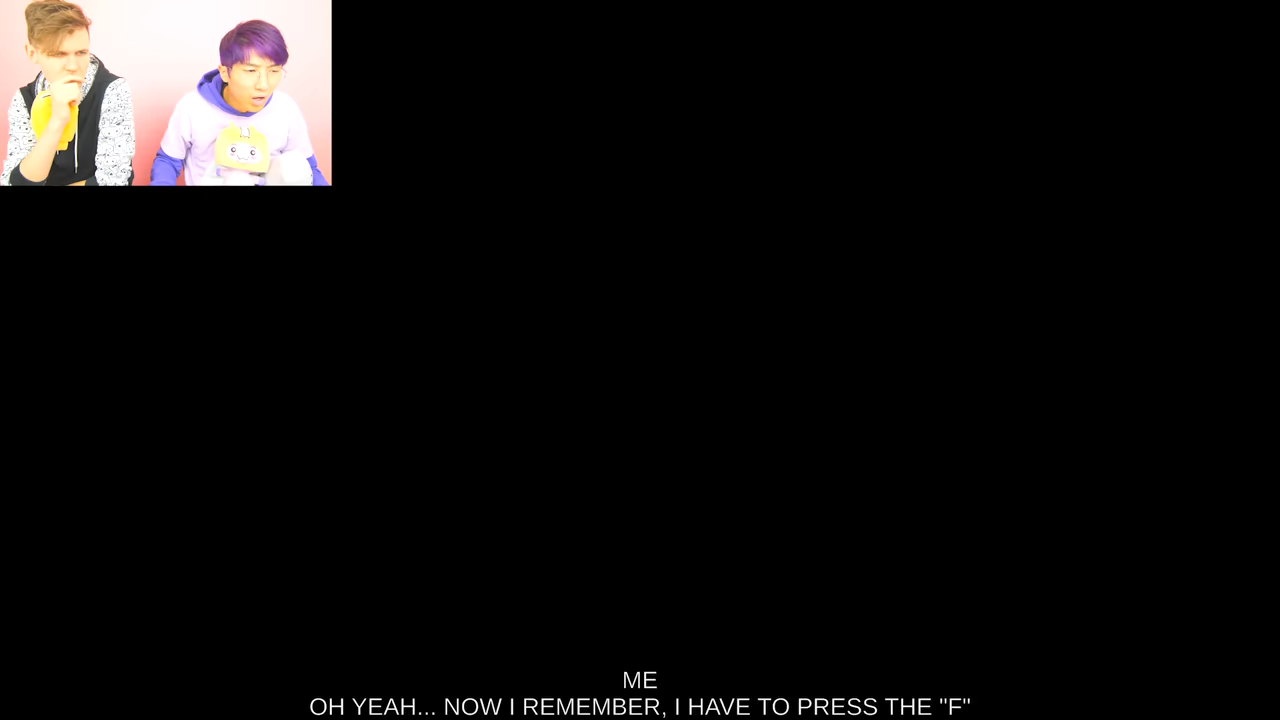 ME
OH YEAH... NOW I REMEMBER, I HAVE TO PRESS THE "F"